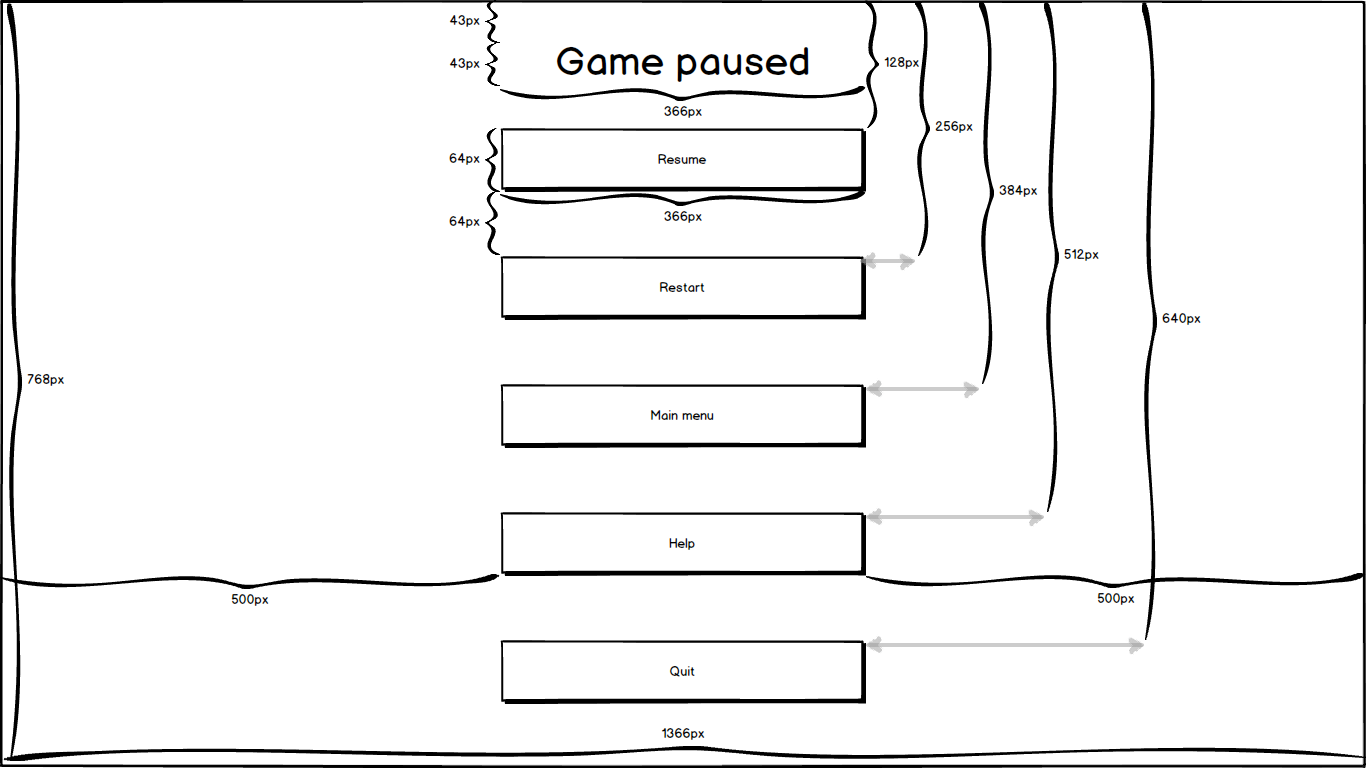 43px
43px
Game paused
128px
366px
256px
64px
Resume
384px
64px
366px
512px
Restart
640px
768px
Main menu
Help
500px
500px
Quit
1366px